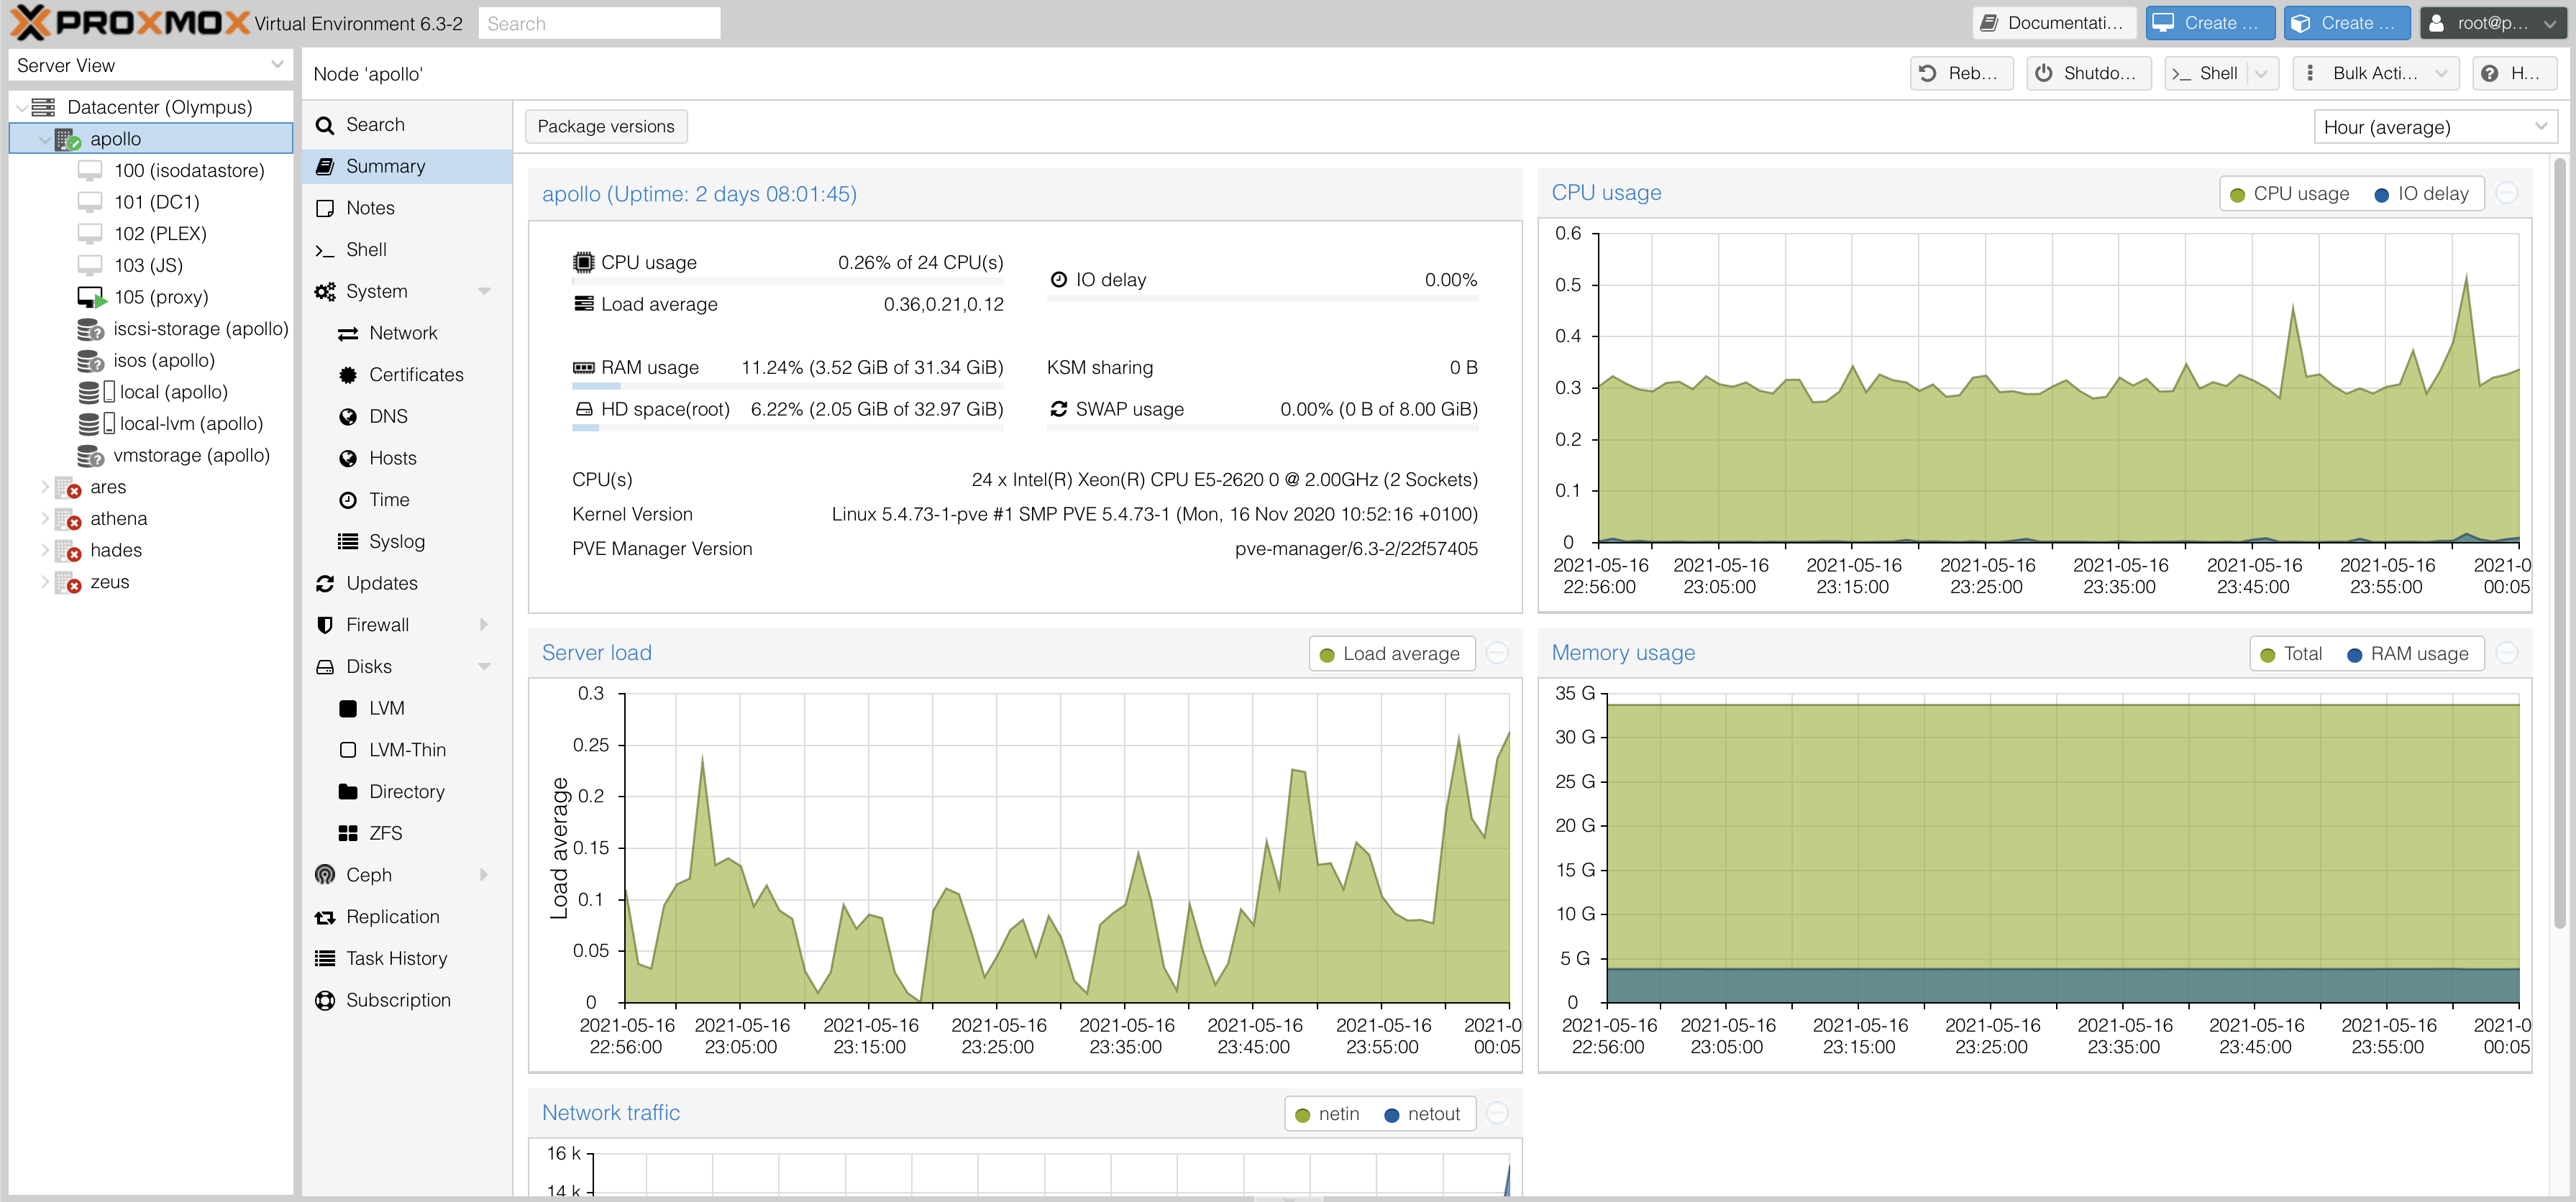 PROXMOX Virtual Environment 6.3-2
Search
Documentati...
Create ...
Create ...
root@p...
Server View
Datacenter (Olympus)
apollo
100 (isodatastore)
101 (DC1)
102 (PLEX)
103 (JS)
105 (proxy)
iscsi-storage (apollo)
isos (apollo)
local (apollo)
local-lvm (apollo)
vmstorage (apollo)
ares
athena
hades
zeus
Node 'apollo'
Reb...
Shutdo...
Shell
Bulk Acti...
H...
Search
Summary
Notes
Shell
System
Network
Certificates
DNS
Hosts
Time
Syslog
Updates
Firewall
Disks
LVM
LVM-Thin
Directory
ZFS
Ceph
Replication
Task History
Subscription
Package versions
Hour (average)
apollo (Uptime: 2 days 08:01:45)
CPU usage 0.26% of 24 CPU(s)
IO delay 0.00%
Load average 0.36,0.21,0.12
RAM usage 11.24% (3.52 GiB of 31.34 GiB)
KSM sharing 0 B
HD space(root) 6.22% (2.05 GiB of 32.97 GiB)
SWAP usage 0.00% (0 B of 8.00 GiB)
CPU(s) 24 x Intel(R) Xeon(R) CPU E5-2620 0 @ 2.00GHz (2 Sockets)
Kernel Version Linux 5.4.73-1-pve #1 SMP PVE 5.4.73-1 (Mon, 16 Nov 2020 10:52:16 +0100)
PVE Manager Version pve-manager/6.3-2/22f57405
CPU usage
CPU usage IO delay
0.6
0.5
0.4
0.3
0.2
0.1
0
2021-05-16 2021-05-16 2021-05-16 2021-05-16 2021-05-16 2021-05-16 2021-05-16 2021-0
22:56:00 23:05:00 23:15:00 23:25:00 23:35:00 23:45:00 23:55:00 00:05
Server load
Load average
Load average
0.3
0.25
0.2
0.15
0.1
0.05
0
2021-05-16 2021-05-16 2021-05-16 2021-05-16 2021-05-16 2021-05-16 2021-05-16 2021-0
22:56:00 23:05:00 23:15:00 23:25:00 23:35:00 23:45:00 23:55:00 00:05
Memory usage
Total RAM usage
35 G
30 G
25 G
20 G
15 G
10 G
5 G
0
2021-05-16 2021-05-16 2021-05-16 2021-05-16 2021-05-16 2021-05-16 2021-05-16 2021-0
22:56:00 23:05:00 23:15:00 23:25:00 23:35:00 23:45:00 23:55:00 00:05
Network traffic
netin netout
16 k
14 k